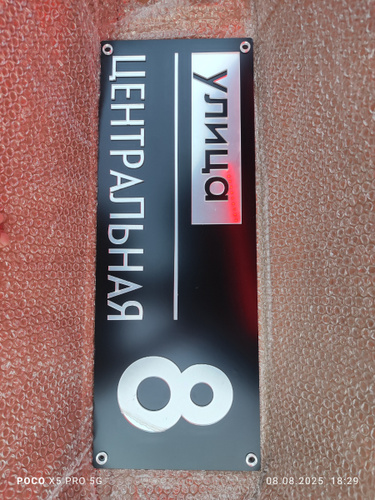 улица
ЦЕНТРАЛЬНАЯ
8
POCO X5 PRO 5G
08.08.2025, 18:29